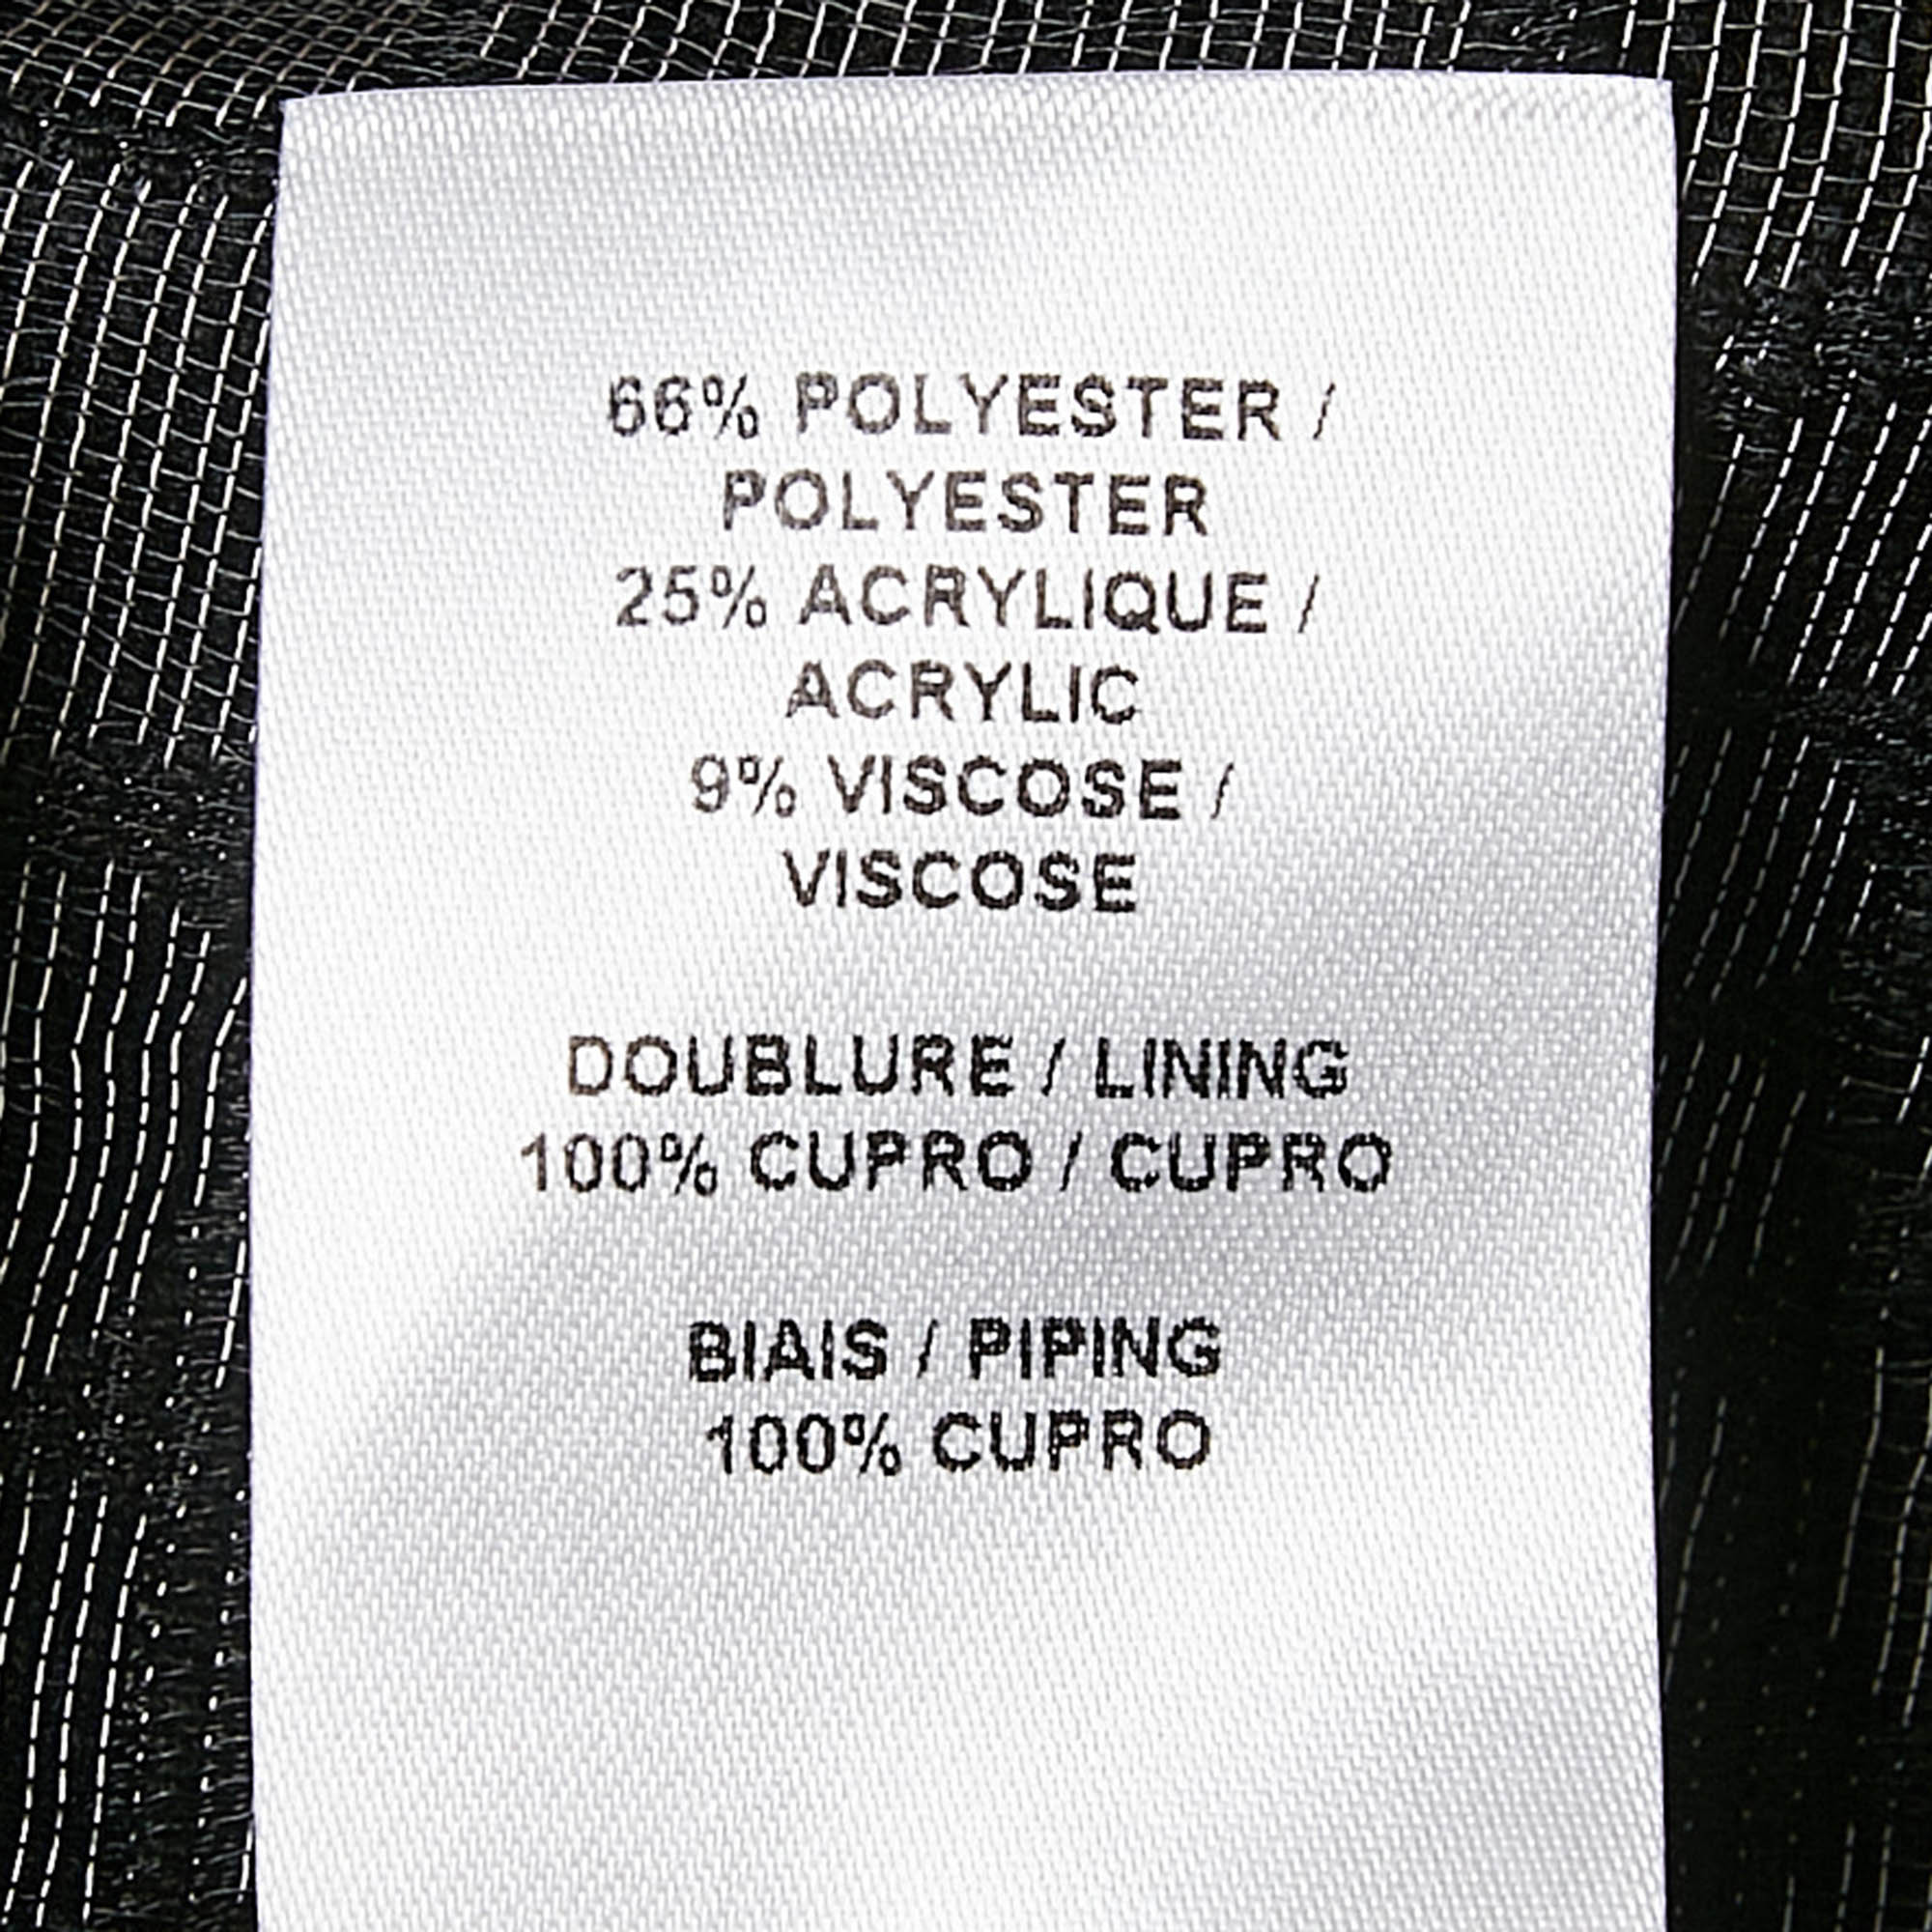 66% POLYESTER /
POLYESTER
25% ACRYLIQUE /
ACRYLIC
9% VISCOSE /
VISCOSE
DOUBLURE / LINING
100% CUPRO / CUPRO
BIAIS / PIPING
100% CUPRO